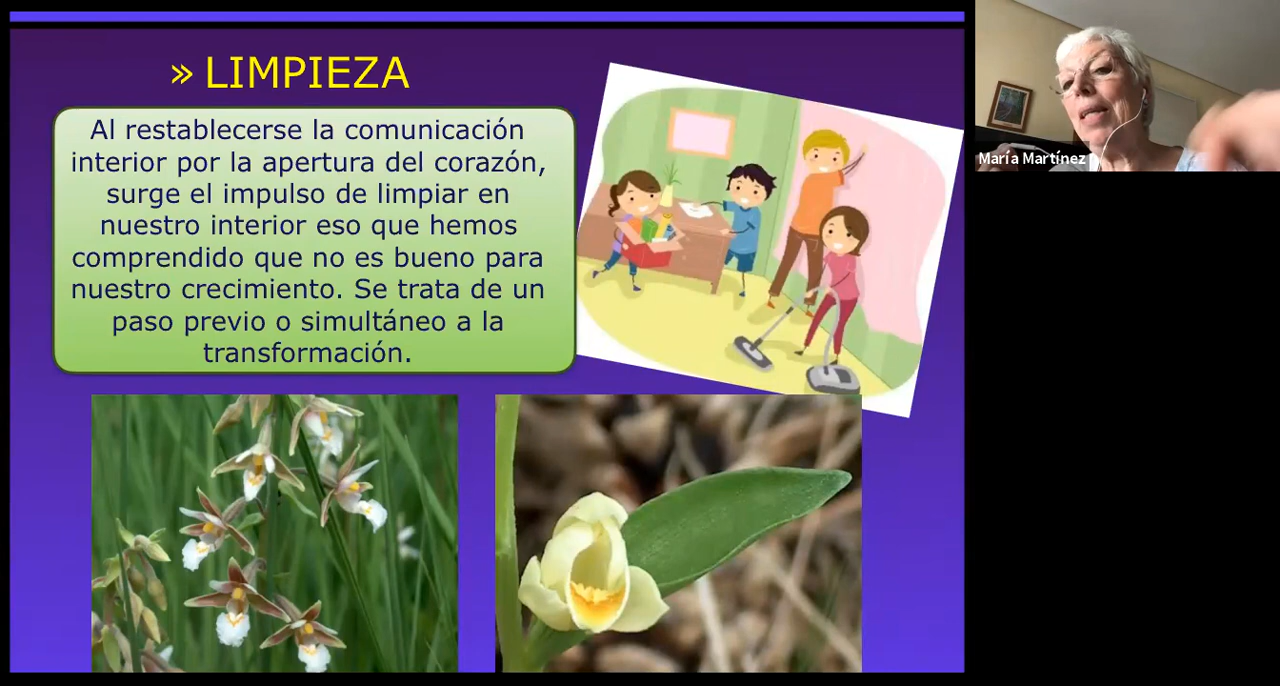 » LIMPIEZA
Al restablecerse la comunicación
interior por la apertura del corazón,
surge el impulso de limpiar en
nuestro interior eso que hemos
comprendido que no es bueno para
nuestro crecimiento. Se trata de un
paso previo o simultáneo a la
transformación.
María Martínez